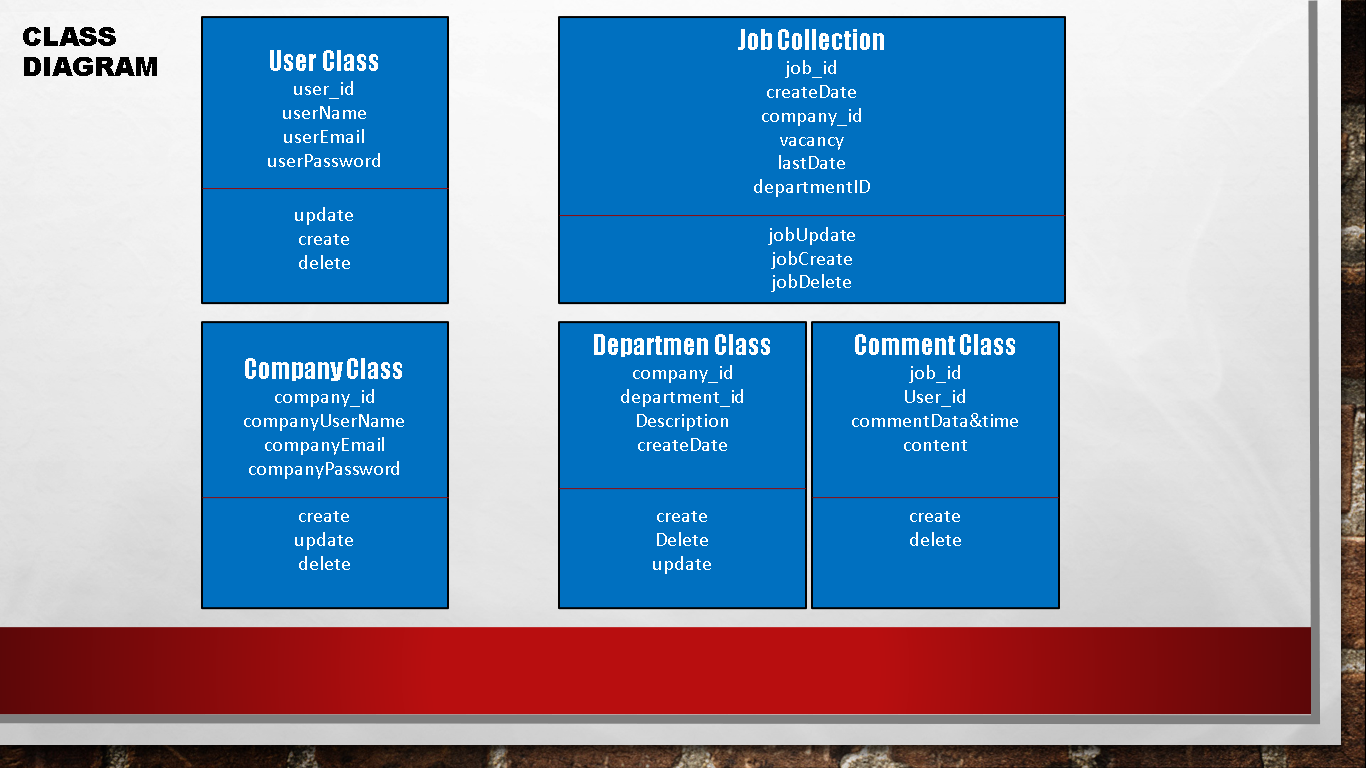 CLASS
DIAGRAM
User Class
user_id
userName
userEmail
userPassword
update
create
delete
Job Collection
job_id
createDate
company_id
vacancy
lastDate
departmentID
jobUpdate
jobCreate
jobDelete
Company Class
company_id
companyUserName
companyEmail
companyPassword
create
update
delete
Departmen Class
company_id
department_id
Description
createDate
create
Delete
update
Comment Class
job_id
User_id
commentData&time
content
create
delete